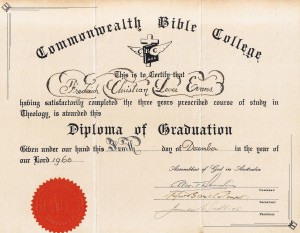 Commonwealth Bible College
This is to Certify that
Frederick Christian Lewis Evans
having satisfactorily completed the three years prescribed course of study in
Theology, is awarded this
Diploma of Graduation
Given under our hand this day of December in the year of
our Lord 1960
Assemblies of God in Australia